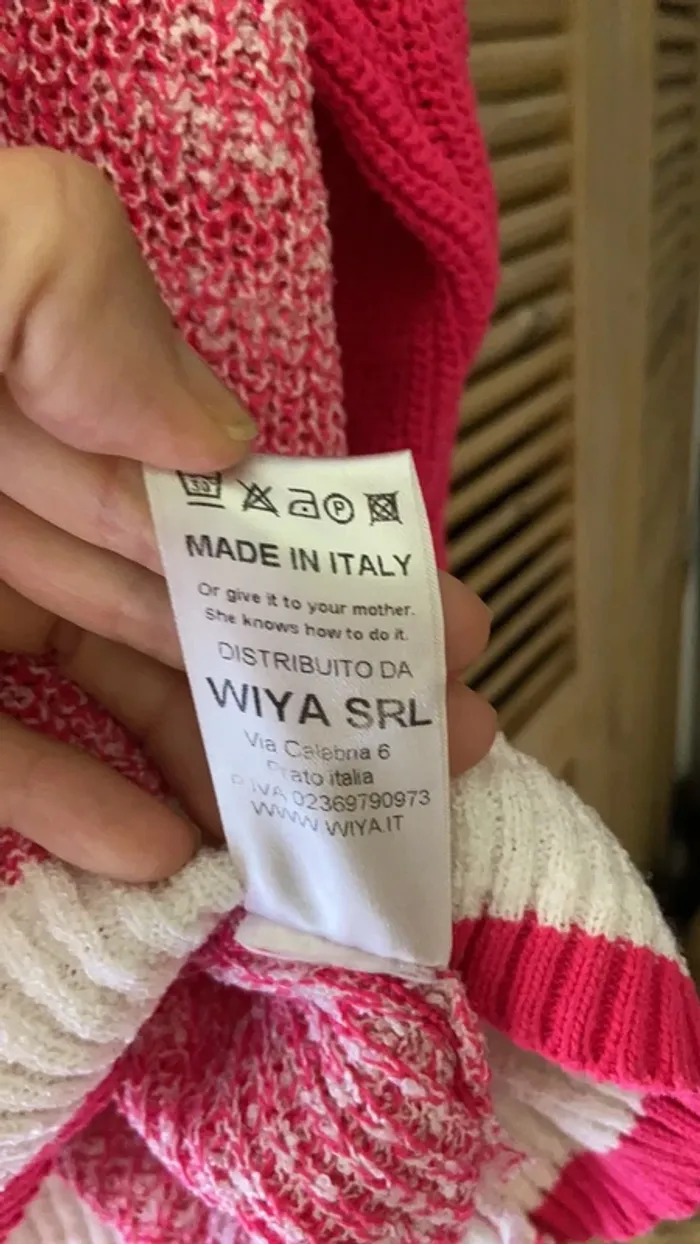 30°
P
MADE IN ITALY
Or give it to your mother.
She knows how to do it.
DISTRIBUITO DA
WIYA SRL
Via Calabria 6
Prato italia
P. IVA 02369790973
WWW.WIYA.IT